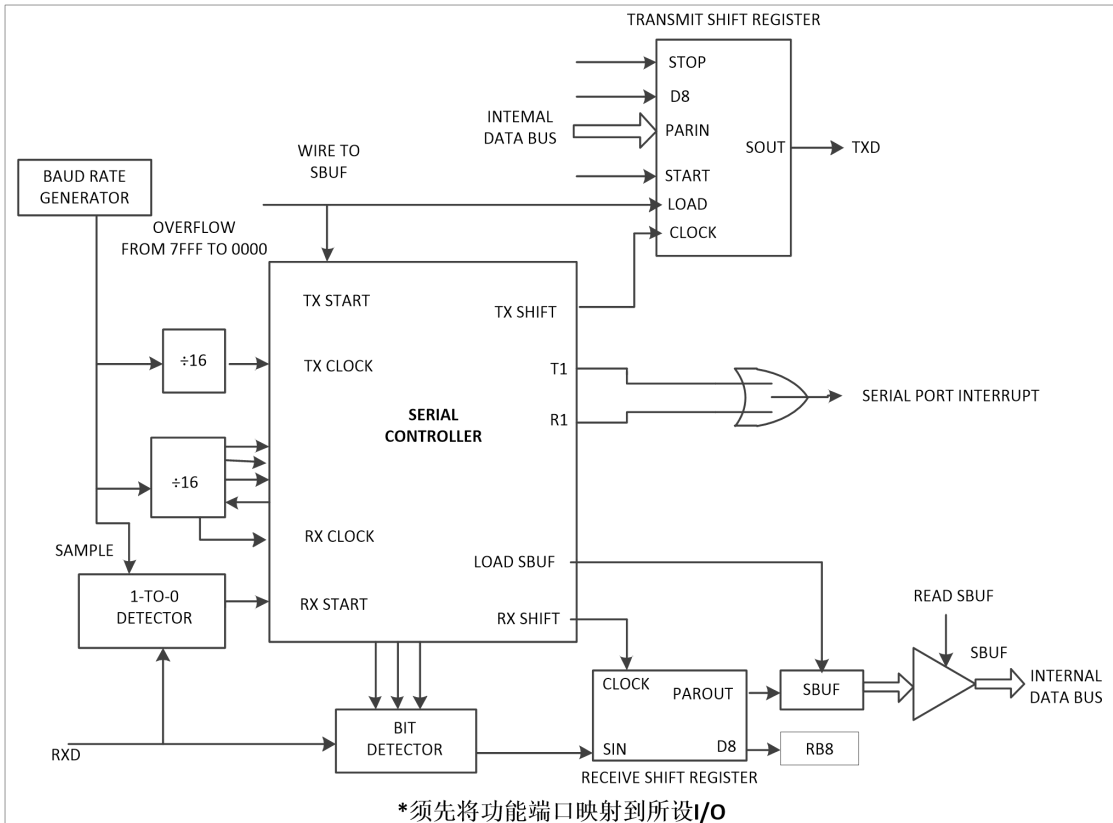 TRANSMIT SHIFT REGISTER
STOP
D8
INTEMAL
DATA BUS
PARIN
SOUT
TXD
START
LOAD
CLOCK
WIRE TO
SBUF
BAUD RATE
GENERATOR
OVERFLOW
FROM 7FFF TO 0000
TX START
TX SHIFT
÷16
TX CLOCK
T1
SERIAL
CONTROLLER
R1
SERIAL PORT INTERRUPT
÷16
RX CLOCK
SAMPLE
LOAD SBUF
1-TO-0
DETECTOR
RX START
RX SHIFT
READ SBUF
SBUF
CLOCK
PAROUT
SBUF
INTERNAL
DATA BUS
BIT
DETECTOR
RXD
SIN
D8
RB8
RECEIVE SHIFT REGISTER
*须先将功能端口映射到所设I/O